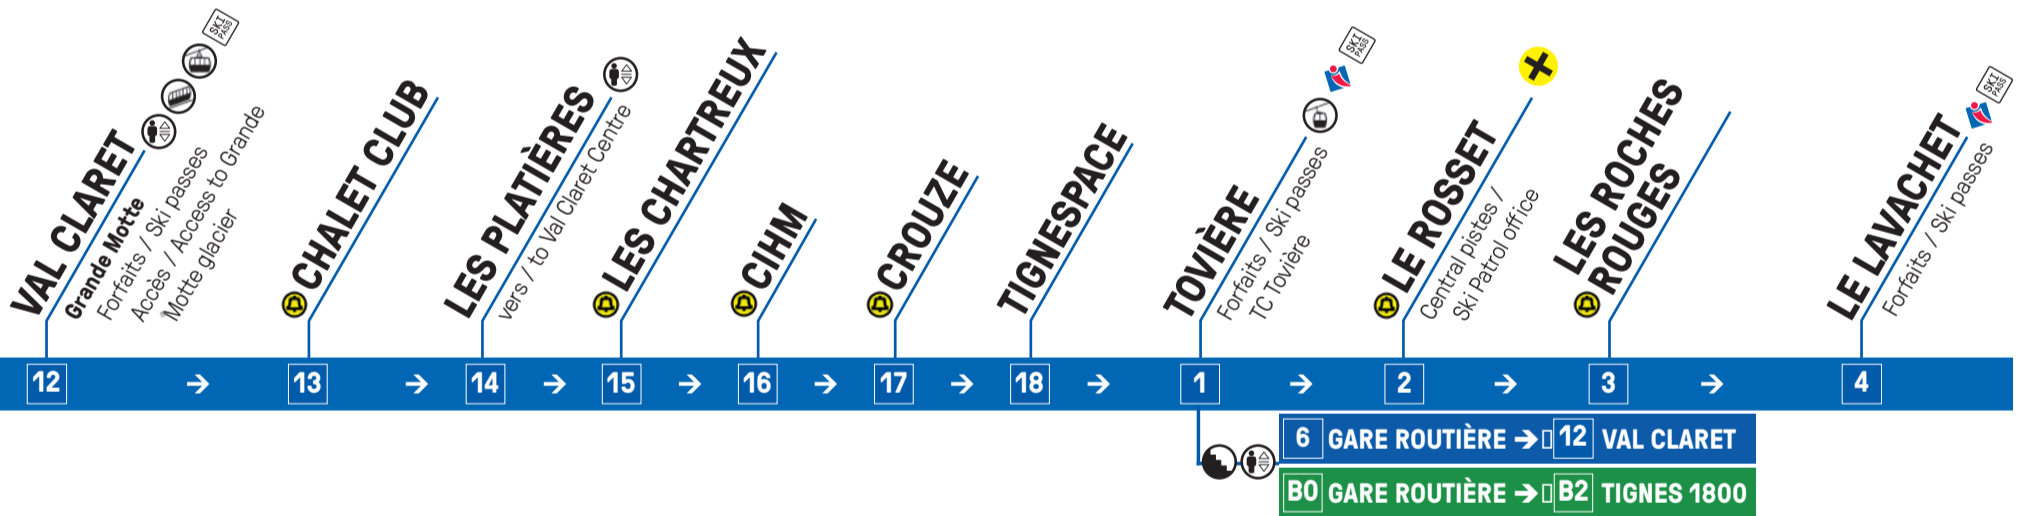 VAL CLARET
Grande Motte
Forfaits / Ski passes
Accès / Access to Grande
Motte glacier
SKI
PASS
CHALET CLUB
LES PLATIÈRES
vers / to Val Claret Centre
LES CHARTREUX
CIHM
CROUZE
TIGNESPACE
TOVIÈRE
Forfaits / Ski passes
TC Tovière
SKI
PASS
LE ROSSET
Central pistes /
Ski Patrol office
LES ROCHES
ROUGES
LE LAVACHET
Forfaits / Ski passes
SKI
PASS
12 → 13 → 14 → 15 → 16 → 17 → 18 → 1 → 2 → 3 → 4
6 GARE ROUTIÈRE → 12 VAL CLARET
B0 GARE ROUTIÈRE → B2 TIGNES 1800